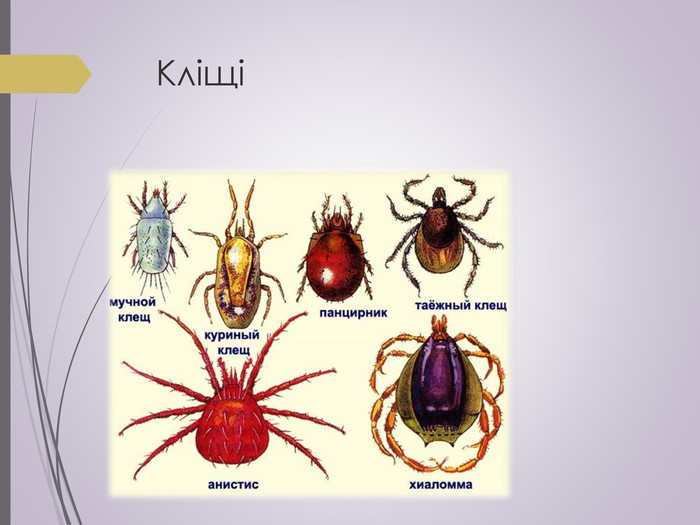 Кліщі
мучной
клещ
куриный
клещ
панцирник
таёжный клещ
анистис
хиаломма